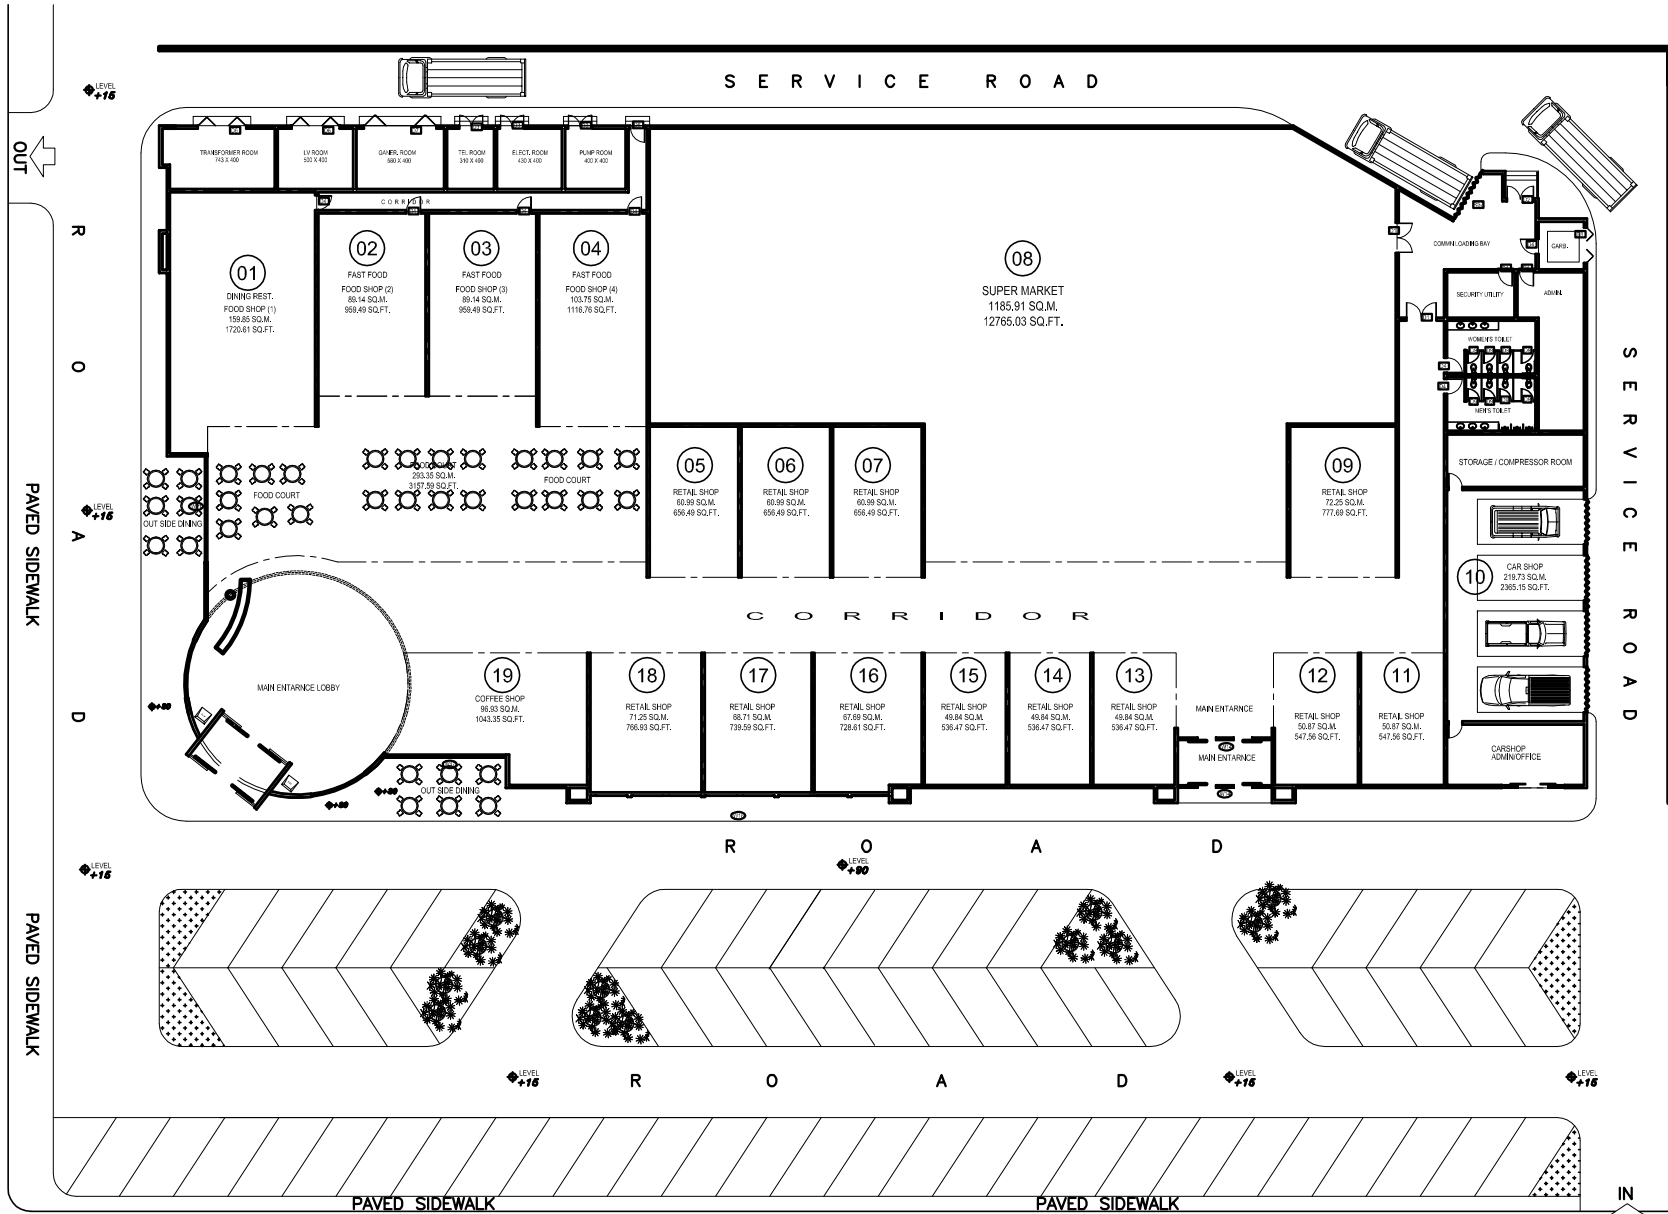 SERVICE ROAD
LEVEL
+15
OUT
TRANSFORMER ROOM
743 X 400
LV ROOM
500 X 400
GANER. ROOM
660 X 400
TEL. ROOM
310 X 400
ELECT. ROOM
430 X 400
PUMP ROOM
400 X 400
CORRIDOR
01
DINING REST.
FOOD SHOP (1)
159.85 SQ.M.
1720.61 SQ.FT.
02
FAST FOOD
FOOD SHOP (2)
89.14 SQ.M.
959.49 SQ.FT.
03
FAST FOOD
FOOD SHOP (3)
89.14 SQ.M.
959.49 SQ.FT.
04
FAST FOOD
FOOD SHOP (4)
103.75 SQ.M.
1116.76 SQ.FT.
08
SUPER MARKET
1185.91 SQ.M.
12765.03 SQ.FT.
COMMN LOADING BAY
GARB.
SECURITY UTILITY
ADMIN.
WOMEN'S TOILET
MEN'S TOILET
STORAGE / COMPRESSOR ROOM
SERVICE ROAD
ROAD
FOOD COURT
FOOD COURT
293.35 SQ.M.
3157.59 SQ.FT.
FOOD COURT
OUT SIDE DINING
LEVEL
+15
PAVED SIDEWALK
05
RETAIL SHOP
60.99 SQ.M.
656.49 SQ.FT.
06
RETAIL SHOP
60.99 SQ.M.
656.49 SQ.FT.
07
RETAIL SHOP
60.99 SQ.M.
656.49 SQ.FT.
09
RETAIL SHOP
72.25 SQ.M.
777.69 SQ.FT.
10
CAR SHOP
219.73 SQ.M.
2365.15 SQ.FT.
CORRIDOR
MAIN ENTARNCE LOBBY
19
COFFEE SHOP
96.93 SQ.M.
1043.35 SQ.FT.
18
RETAIL SHOP
71.25 SQ.M.
766.93 SQ.FT.
17
RETAIL SHOP
68.71 SQ.M.
739.59 SQ.FT.
16
RETAIL SHOP
67.69 SQ.M.
728.61 SQ.FT.
15
RETAIL SHOP
49.84 SQ.M.
536.47 SQ.FT.
14
RETAIL SHOP
49.84 SQ.M.
536.47 SQ.FT.
13
RETAIL SHOP
49.84 SQ.M.
536.47 SQ.FT.
MAIN ENTARNCE
MAIN ENTARNCE
12
RETAIL SHOP
50.87 SQ.M.
547.56 SQ.FT.
11
RETAIL SHOP
50.87 SQ.M.
547.56 SQ.FT.
CARSHOP
ADMIN/OFFICE
OUT SIDE DINING
ROAD
LEVEL
+15
LEVEL
+90
PAVED SIDEWALK
LEVEL
+15
ROAD
LEVEL
+15
LEVEL
+15
PAVED SIDEWALK
PAVED SIDEWALK
IN